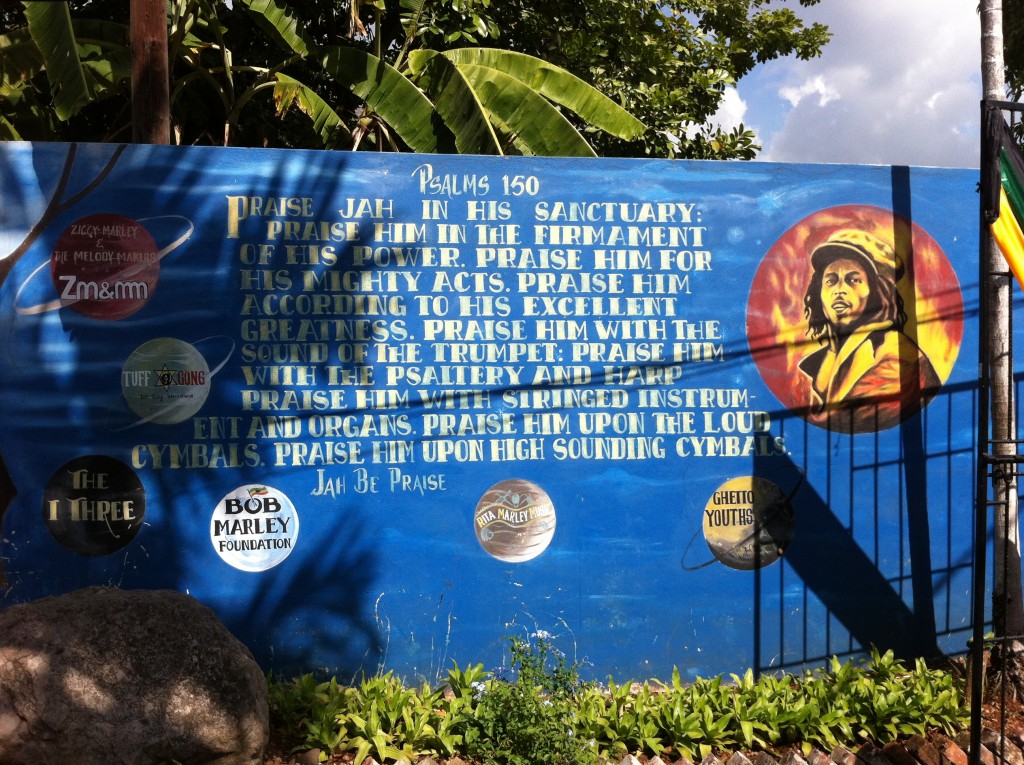 PSALMS 150
PRAISE JAH IN HIS SANCTUARY:
PRAISE HIM IN THE FIRMAMENT
OF HIS POWER. PRAISE HIM FOR
HIS MIGHTY ACTS. PRAISE HIM
ACCORDING TO HIS EXCELLENT
GREATNESS. PRAISE HIM WITH THE
SOUND OF THE TRUMPET: PRAISE HIM
WITH THE PSALTERY AND HARP
PRAISE HIM WITH STRINGED INSTRUM-
ENT AND ORGANS. PRAISE HIM UPON THE LOUD
CYMBALS. PRAISE HIM UPON HIGH SOUNDING CYMBALS.
JAH BE PRAISE
ZIGGY MARLEY
&
THE MELODY MAKERS
Zm&mm
TUFF GONG
THE
I THREE
BOB
MARLEY
FOUNDATION
RITA MARLEY MUSIC
GHETTO
YOUTHS